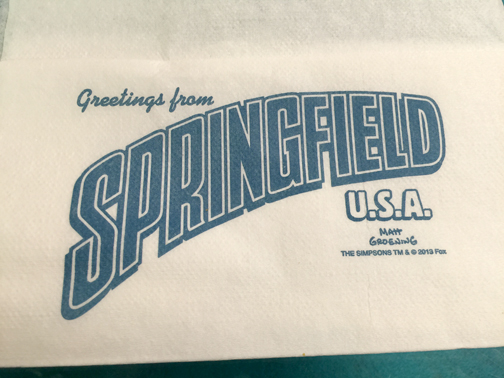 Greetings from
SPRINGFIELD
U.S.A.
MATT
GROENING
THE SIMPSONS TM & © 2013 Fox